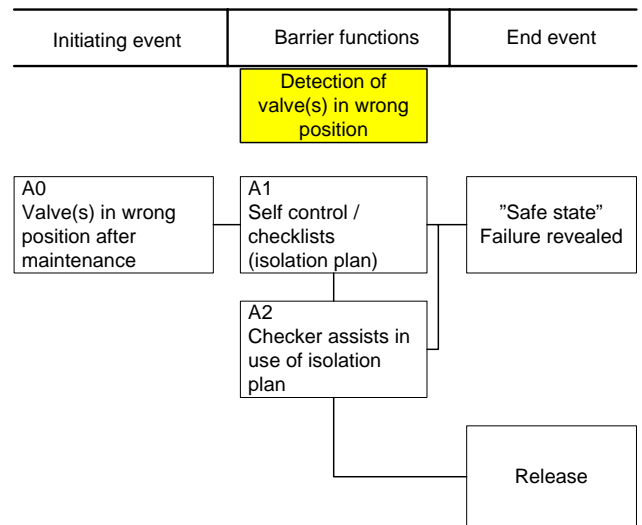 Initiating event
Barrier functions
End event
Detection of
valve(s) in wrong
position
A0
Valve(s) in wrong
position after
maintenance
A1
Self control /
checklists
(isolation plan)
”Safe state”
Failure revealed
A2
Checker assists in
use of isolation
plan
Release